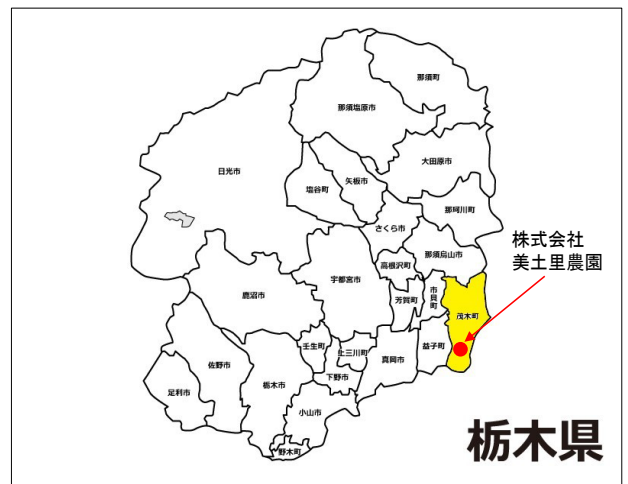 那須町
那須塩原市
大田原市
日光市
矢板市
塩谷町
那珂川町
さくら市
株式会社
美土里農園
那須烏山市
高根沢町
宇都宮市
市貝町
鹿沼市
芳賀町
茂木町
壬生町
上三川町
益子町
真岡市
佐野市
下野市
栃木市
足利市
小山市
野木町
栃木県